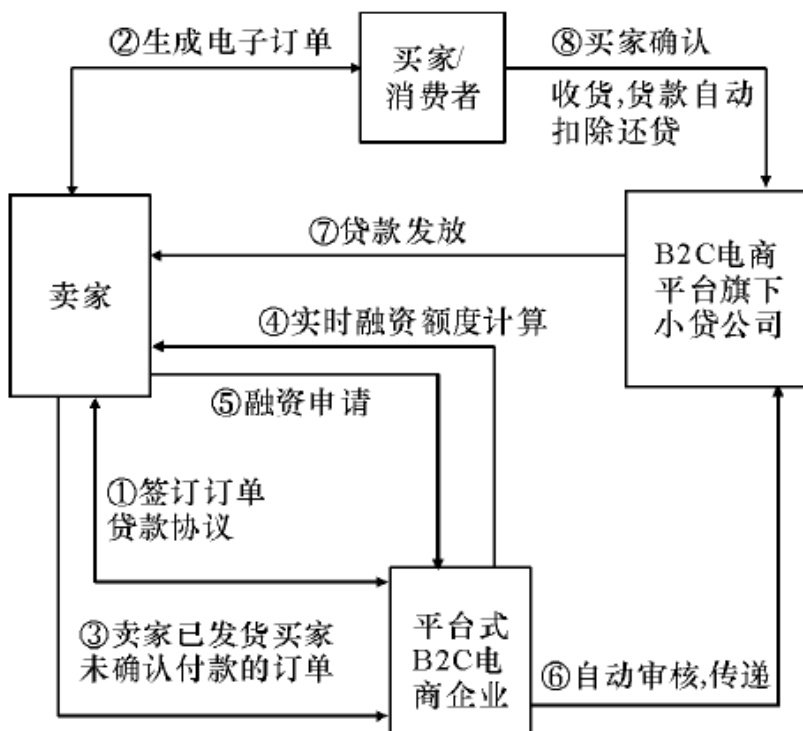 ②生成电子订单
买家/
消费者
⑧买家确认
收货,货款自动
扣除还贷
卖家
⑦贷款发放
B2C电商
平台旗下
小贷公司
④实时融资额度计算
⑤融资申请
①签订订单
贷款协议
③卖家已发货买家
未确认付款的订单
平台式
B2C电
商企业
⑥自动审核,传递